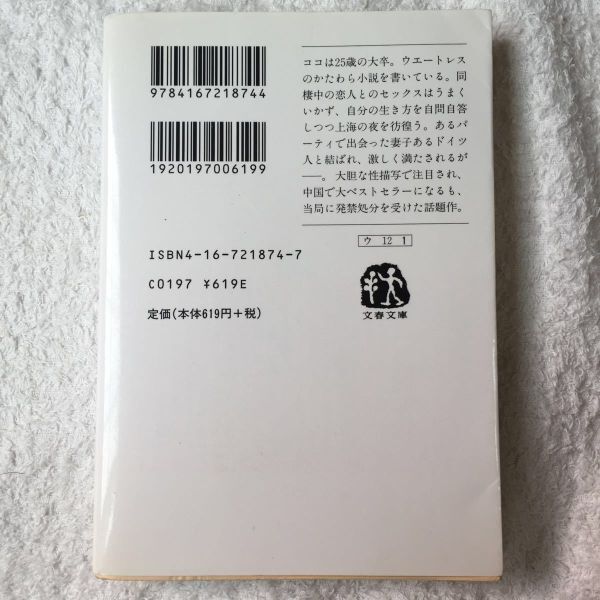 9784167218744
1920197006199
ISBN4-16-721874-7
C0197 ¥619E
定価(本体619円+税)
ココは25歳の大卒。ウエートレス
のかたわら小説を書いている。同
棲中の恋人とのセックスはうまく
いかず、自分の生き方を自問自答
しつつ上海の夜を彷徨う。あるパ
ーティで出会った妻子あるドイツ
人と結ばれ、激しく満たされるが
──。大胆な性描写で注目され、
中国で大ベストセラーになるも、
当局に発禁処分を受けた話題作。
ウ 12 1
文春文庫